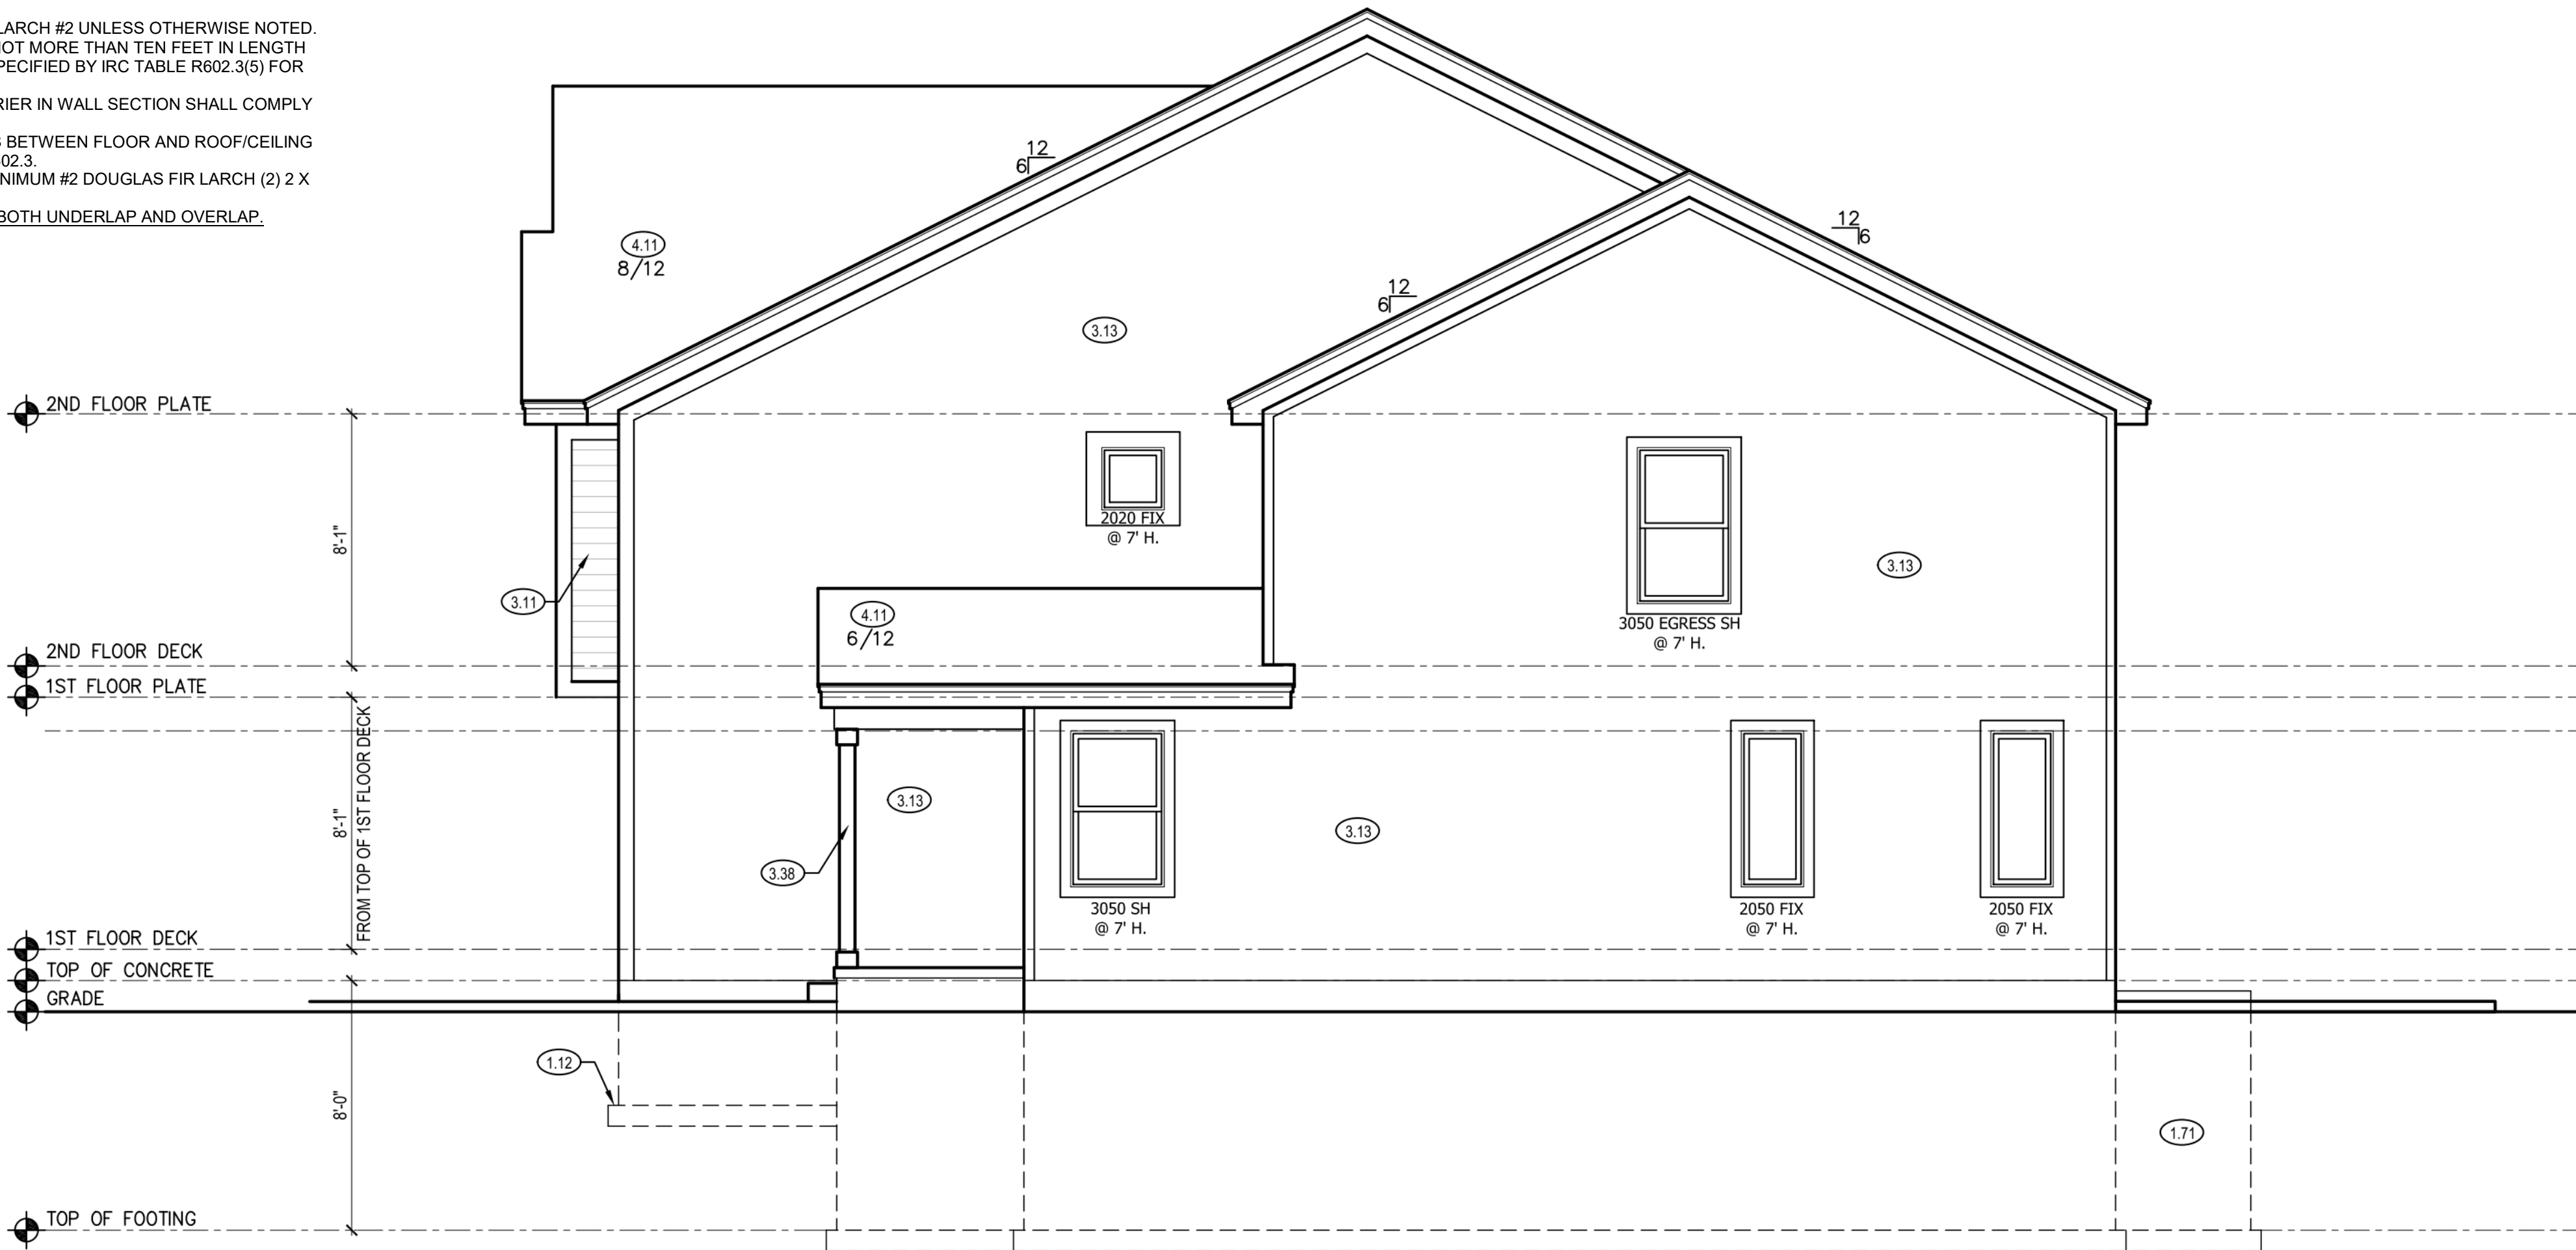 LARCH #2 UNLESS OTHERWISE NOTED.
NOT MORE THAN TEN FEET IN LENGTH
PECIFIED BY IRC TABLE R602.3(5) FOR
RIER IN WALL SECTION SHALL COMPLY
BETWEEN FLOOR AND ROOF/CEILING
02.3.
NIMUM #2 DOUGLAS FIR LARCH (2) 2 X
BOTH UNDERLAP AND OVERLAP.
12
6
12
6
4.11
8/12
12
6
3.13
2ND FLOOR PLATE
2020 FIX
@ 7' H.
8'-1"
3.13
3.11
4.11
6/12
3050 EGRESS SH
@ 7' H.
2ND FLOOR DECK
1ST FLOOR PLATE
8'-1"
FROM TOP OF 1ST FLOOR DECK
3.13
3.13
3.38
3050 SH
@ 7' H.
2050 FIX
@ 7' H.
2050 FIX
@ 7' H.
1ST FLOOR DECK
TOP OF CONCRETE
GRADE
1.12
8'-0"
1.71
TOP OF FOOTING